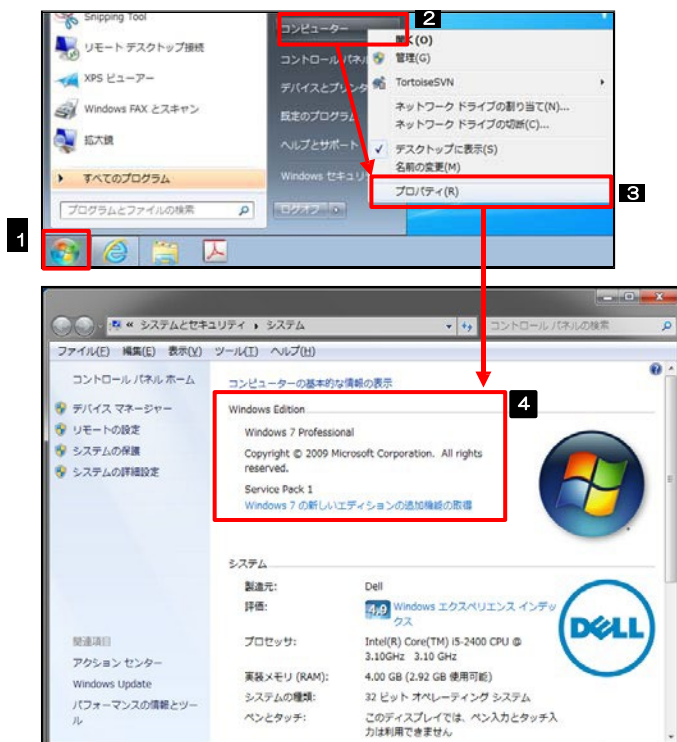 Snipping Tool
リモート デスクトップ接続
XPS ビューアー
Windows FAX とスキャン
拡大鏡
すべてのプログラム
プログラムとファイルの検索
コンピューター
コントロール パネル
デバイスとプリンタ
既定のプログラム
ヘルプとサポート
Windows セキュリ
ログオフ
2
開く(O)
管理(G)
TortoiseSVN
ネットワーク ドライブの割り当て(N)...
ネットワーク ドライブの切断(C)...
デスクトップに表示(S)
名前の変更(M)
プロパティ(R)
3
1
« システムとセキュリティ
システム
コントロール パネルの検索
ファイル(F) 編集(E) 表示(V) ツール(T) ヘルプ(H)
コントロール パネル ホーム
デバイス マネージャー
リモートの設定
システムの保護
システムの詳細設定
関連項目
アクション センター
Windows Update
パフォーマンスの情報とツー
ル
コンピューターの基本的な情報の表示
4
Windows Edition
Windows 7 Professional
Copyright © 2009 Microsoft Corporation. All rights
reserved.
Service Pack 1
Windows 7 の新しいエディションの追加機能の取得
システム
製造元: Dell
評価: 4.9 Windows エクスペリエンス インデッ
クス
プロセッサ: Intel(R) Core(TM) i5-2400 CPU @
3.10GHz 3.10 GHz
実装メモリ (RAM): 4.00 GB (2.92 GB 使用可能)
システムの種類: 32 ビット オペレーティング システム
ペンとタッチ: このディスプレイでは、ペン入力とタッチ入
力は利用できません
DELL